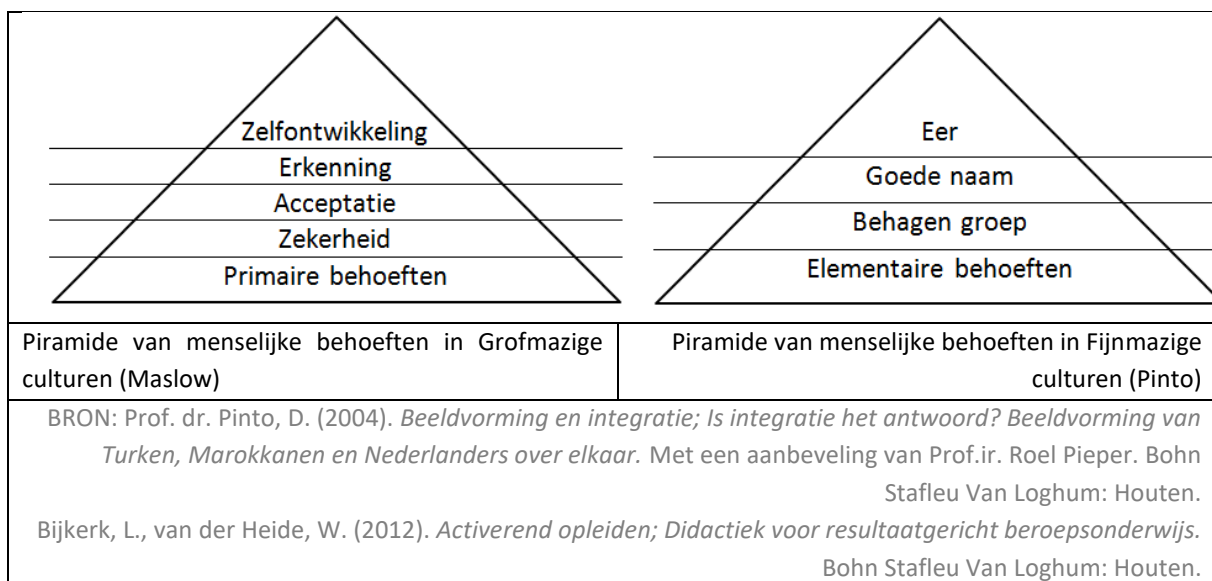 Zelfontwikkeling
Erkenning
Acceptatie
Zekerheid
Primaire behoeften
Eer
Goede naam
Behagen groep
Elementaire behoeften
Piramide van menselijke behoeften in Grofmazige
culturen (Maslow)
Piramide van menselijke behoeften in Fijnmazige
culturen (Pinto)
BRON: Prof. dr. Pinto, D. (2004). Beeldvorming en integratie; Is integratie het antwoord? Beeldvorming van
Turken, Marokkanen en Nederlanders over elkaar. Met een aanbeveling van Prof.ir. Roel Pieper. Bohn
Stafleu Van Loghum: Houten.
Bijkerk, L., van der Heide, W. (2012). Activerend opleiden; Didactiek voor resultaatgericht beroepsonderwijs.
Bohn Stafleu Van Loghum: Houten.